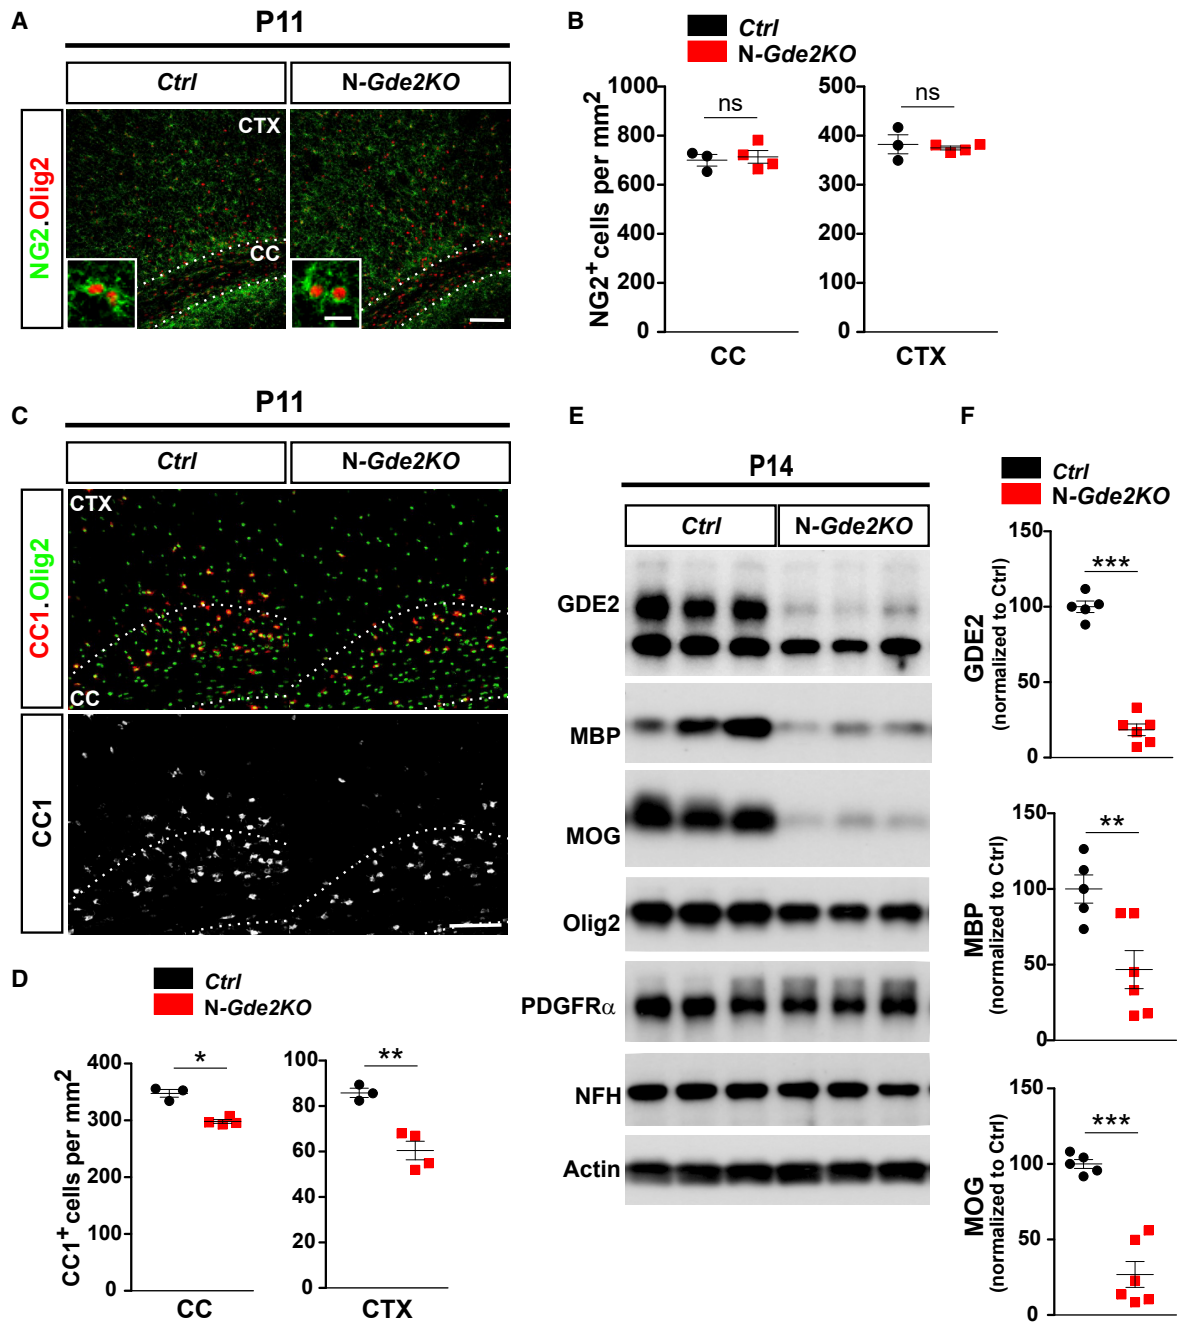 A
P11
Ctrl
N-Gde2KO
NG2.Olig2
CTX
CC
B
Ctrl
N-Gde2KO
NG2+ cells per mm2
1000
800
600
400
200
0
ns
CC
500
400
300
200
100
0
ns
CTX
C
P11
Ctrl
N-Gde2KO
CC1.Olig2
CTX
CC
CC1
D
Ctrl
N-Gde2KO
CC1+ cells per mm2
400
300
200
100
0
*
CC
100
80
60
40
20
0
**
CTX
E
P14
Ctrl
N-Gde2KO
GDE2
MBP
MOG
Olig2
PDGFRα
NFH
Actin
F
Ctrl
N-Gde2KO
GDE2
(normalized to Ctrl)
150
100
50
0
***
MBP
(normalized to Ctrl)
150
100
50
0
**
MOG
(normalized to Ctrl)
150
100
50
0
***